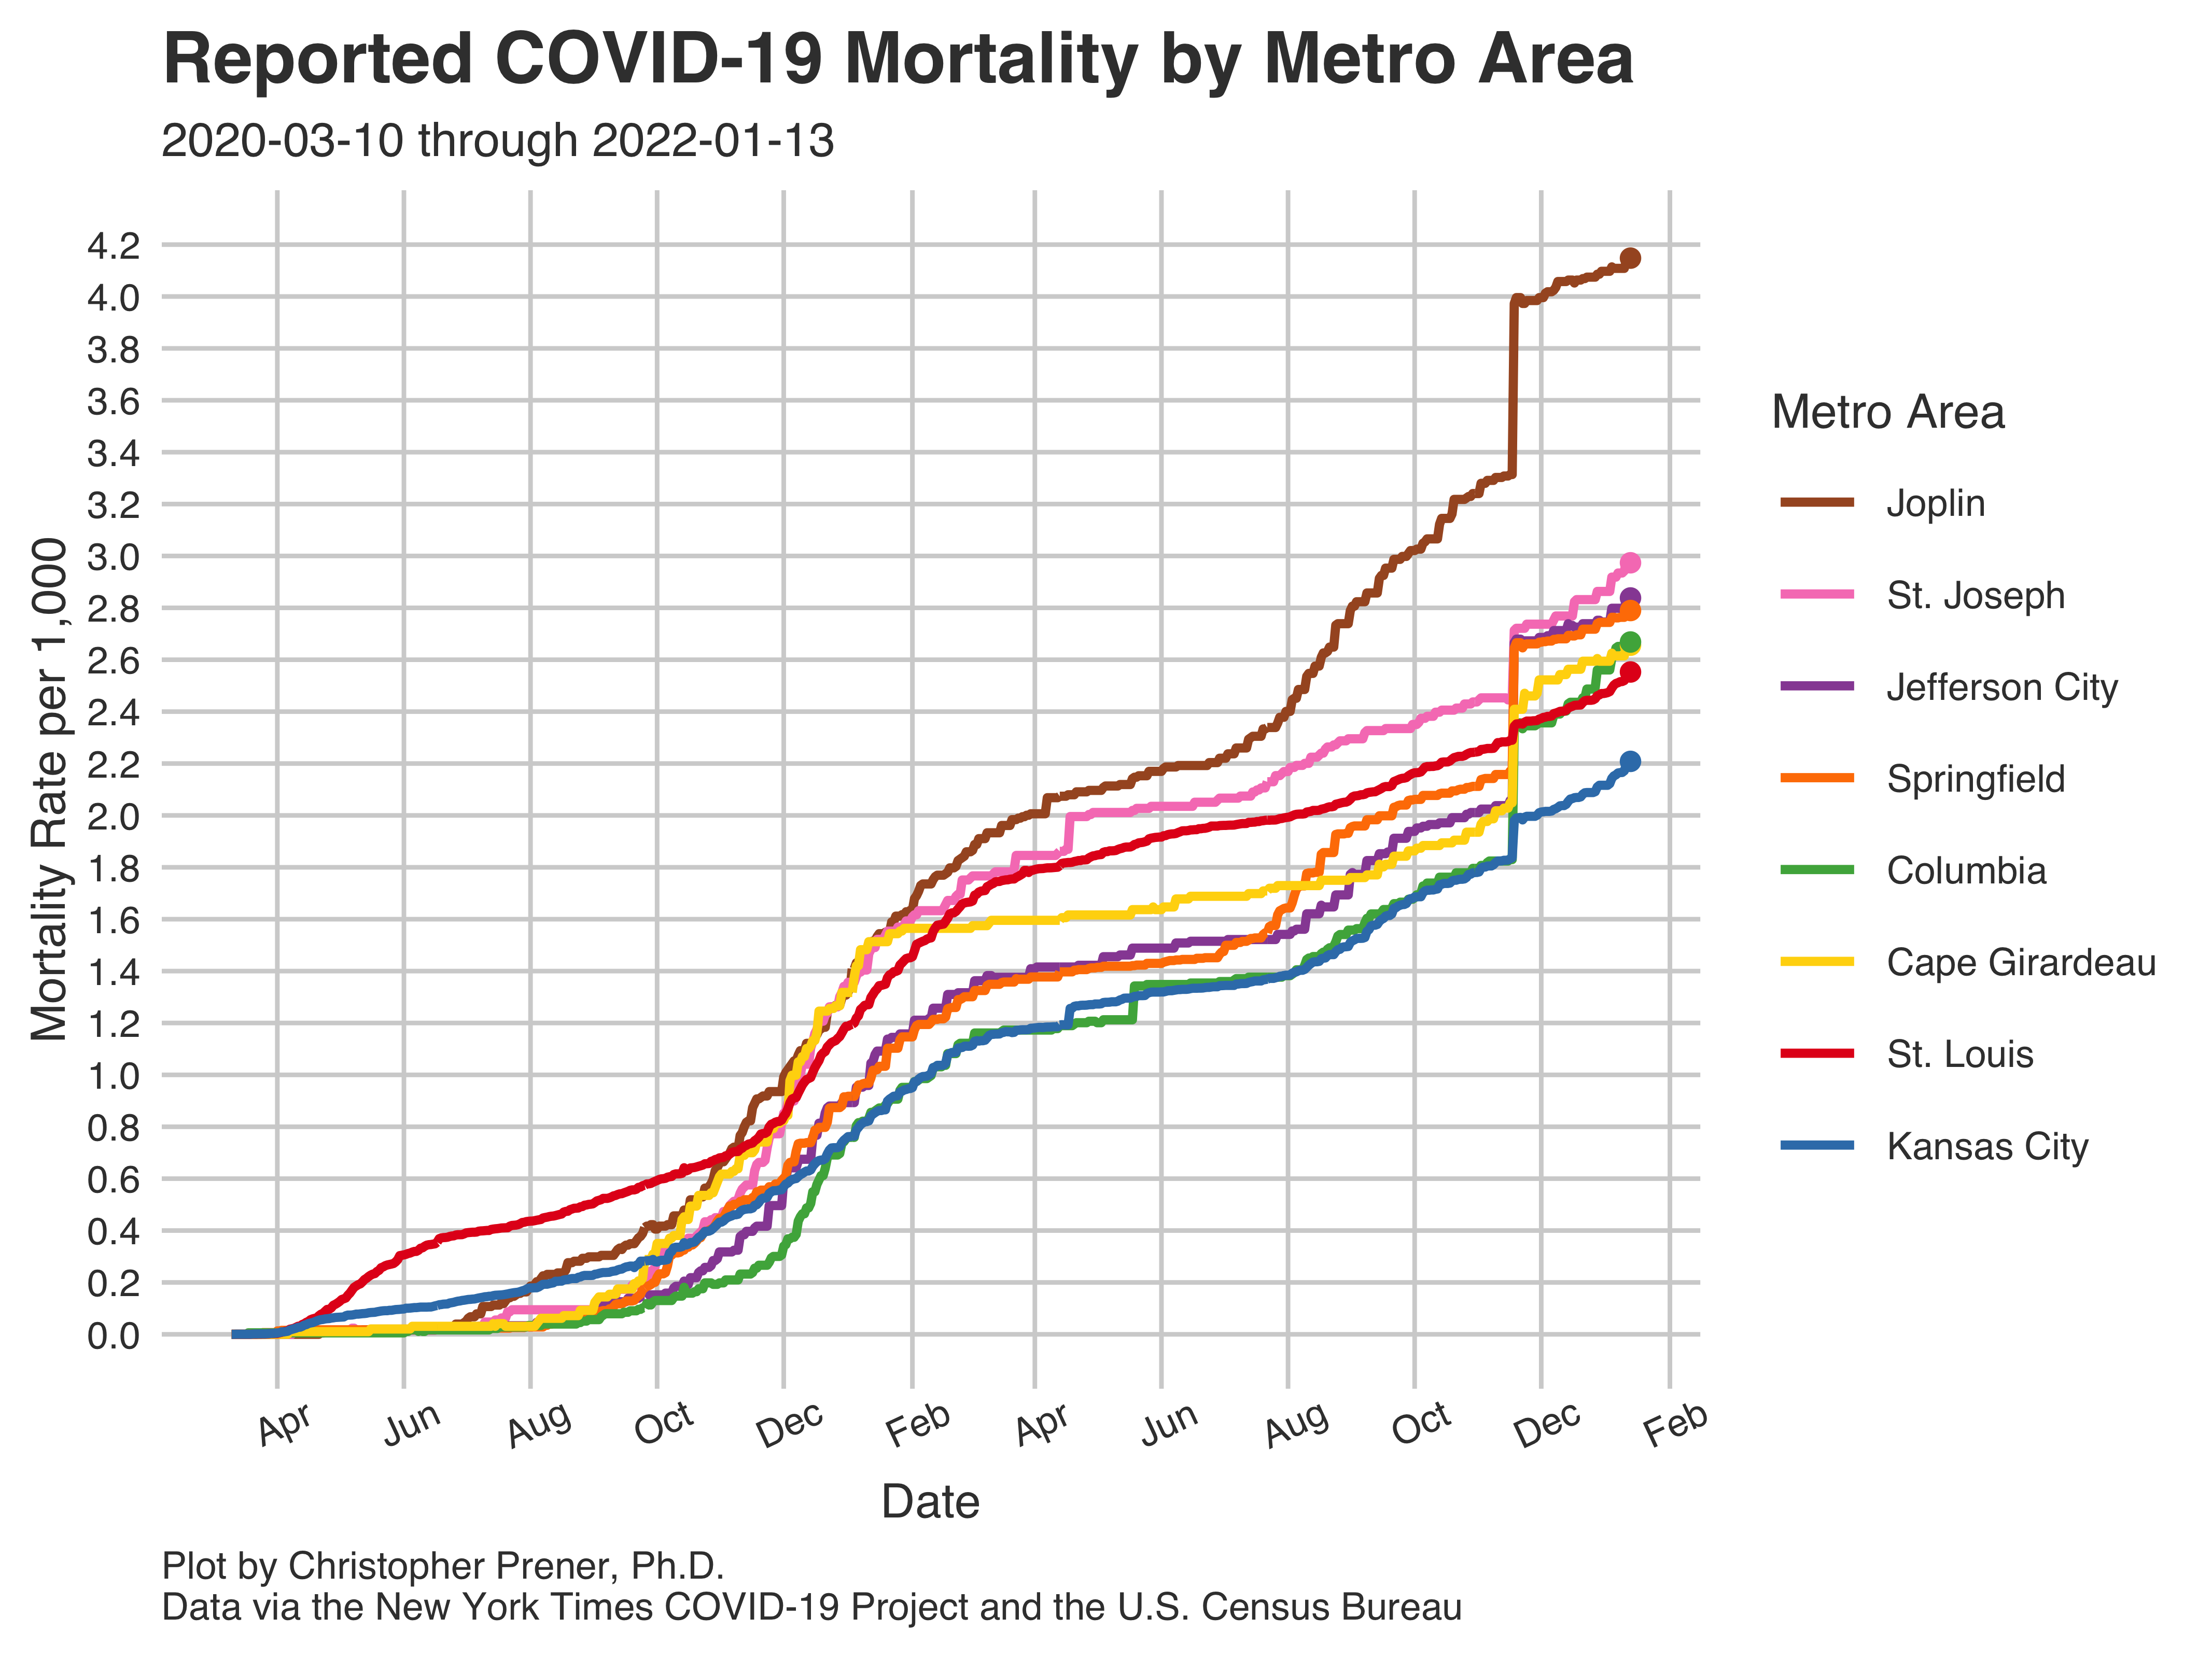 Reported COVID-19 Mortality by Metro Area
2020-03-10 through 2022-01-13
4.2
4.0
3.8
3.6
3.4
3.2
3.0
2.8
2.6
2.4
2.2
2.0
1.8
1.6
1.4
1.2
1.0
0.8
0.6
0.4
0.2
0.0
Mortality Rate per 1,000
Apr Jun Aug Oct Dec Feb Apr Jun Aug Oct Dec Feb
Date
Metro Area
Joplin
St. Joseph
Jefferson City
Springfield
Columbia
Cape Girardeau
St. Louis
Kansas City
Plot by Christopher Prener, Ph.D.
Data via the New York Times COVID-19 Project and the U.S. Census Bureau